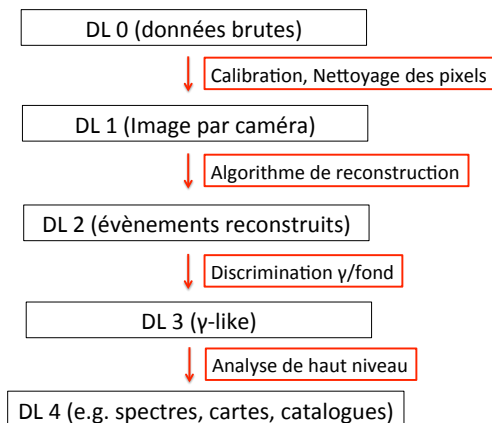 DL 0 (données brutes)
Calibration, Nettoyage des pixels
DL 1 (Image par caméra)
Algorithme de reconstruction
DL 2 (évènements reconstruits)
Discrimination γ/fond
DL 3 (γ-like)
Analyse de haut niveau
DL 4 (e.g. spectres, cartes, catalogues)